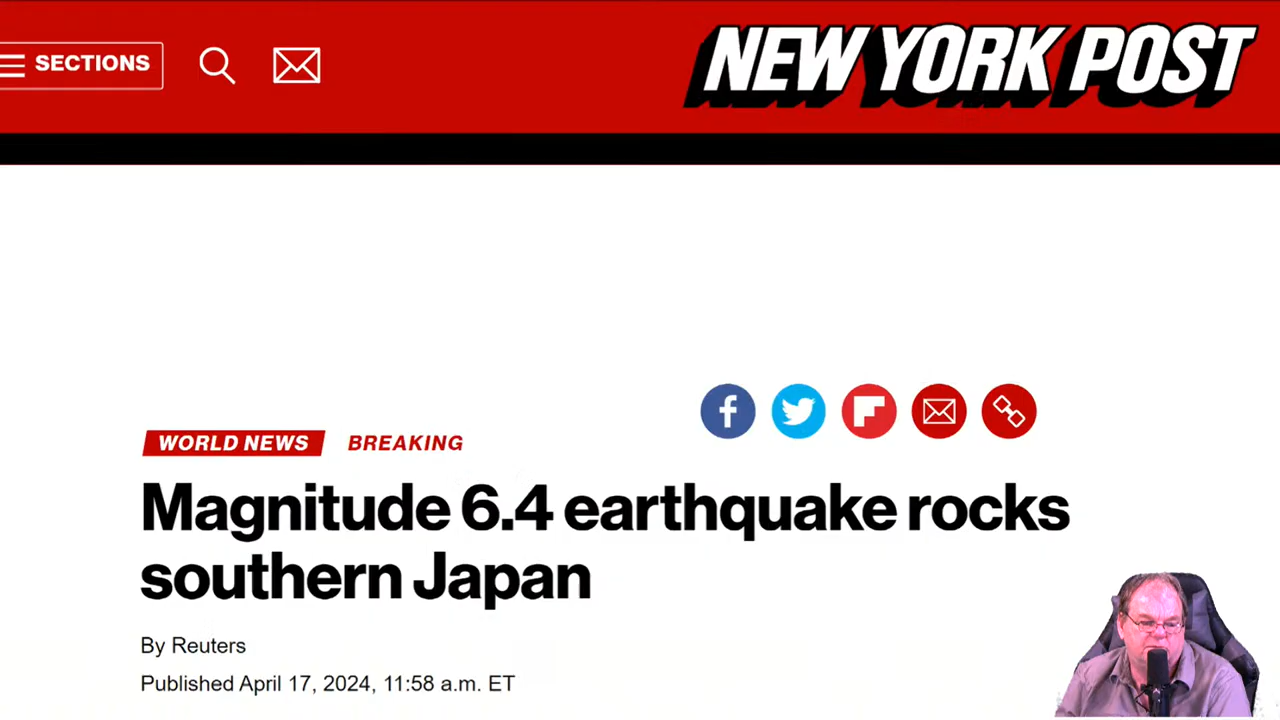 SECTIONS
NEW YORK POST
WORLD NEWS BREAKING
Magnitude 6.4 earthquake rocks
southern Japan
By Reuters
Published April 17, 2024, 11:58 a.m. ET